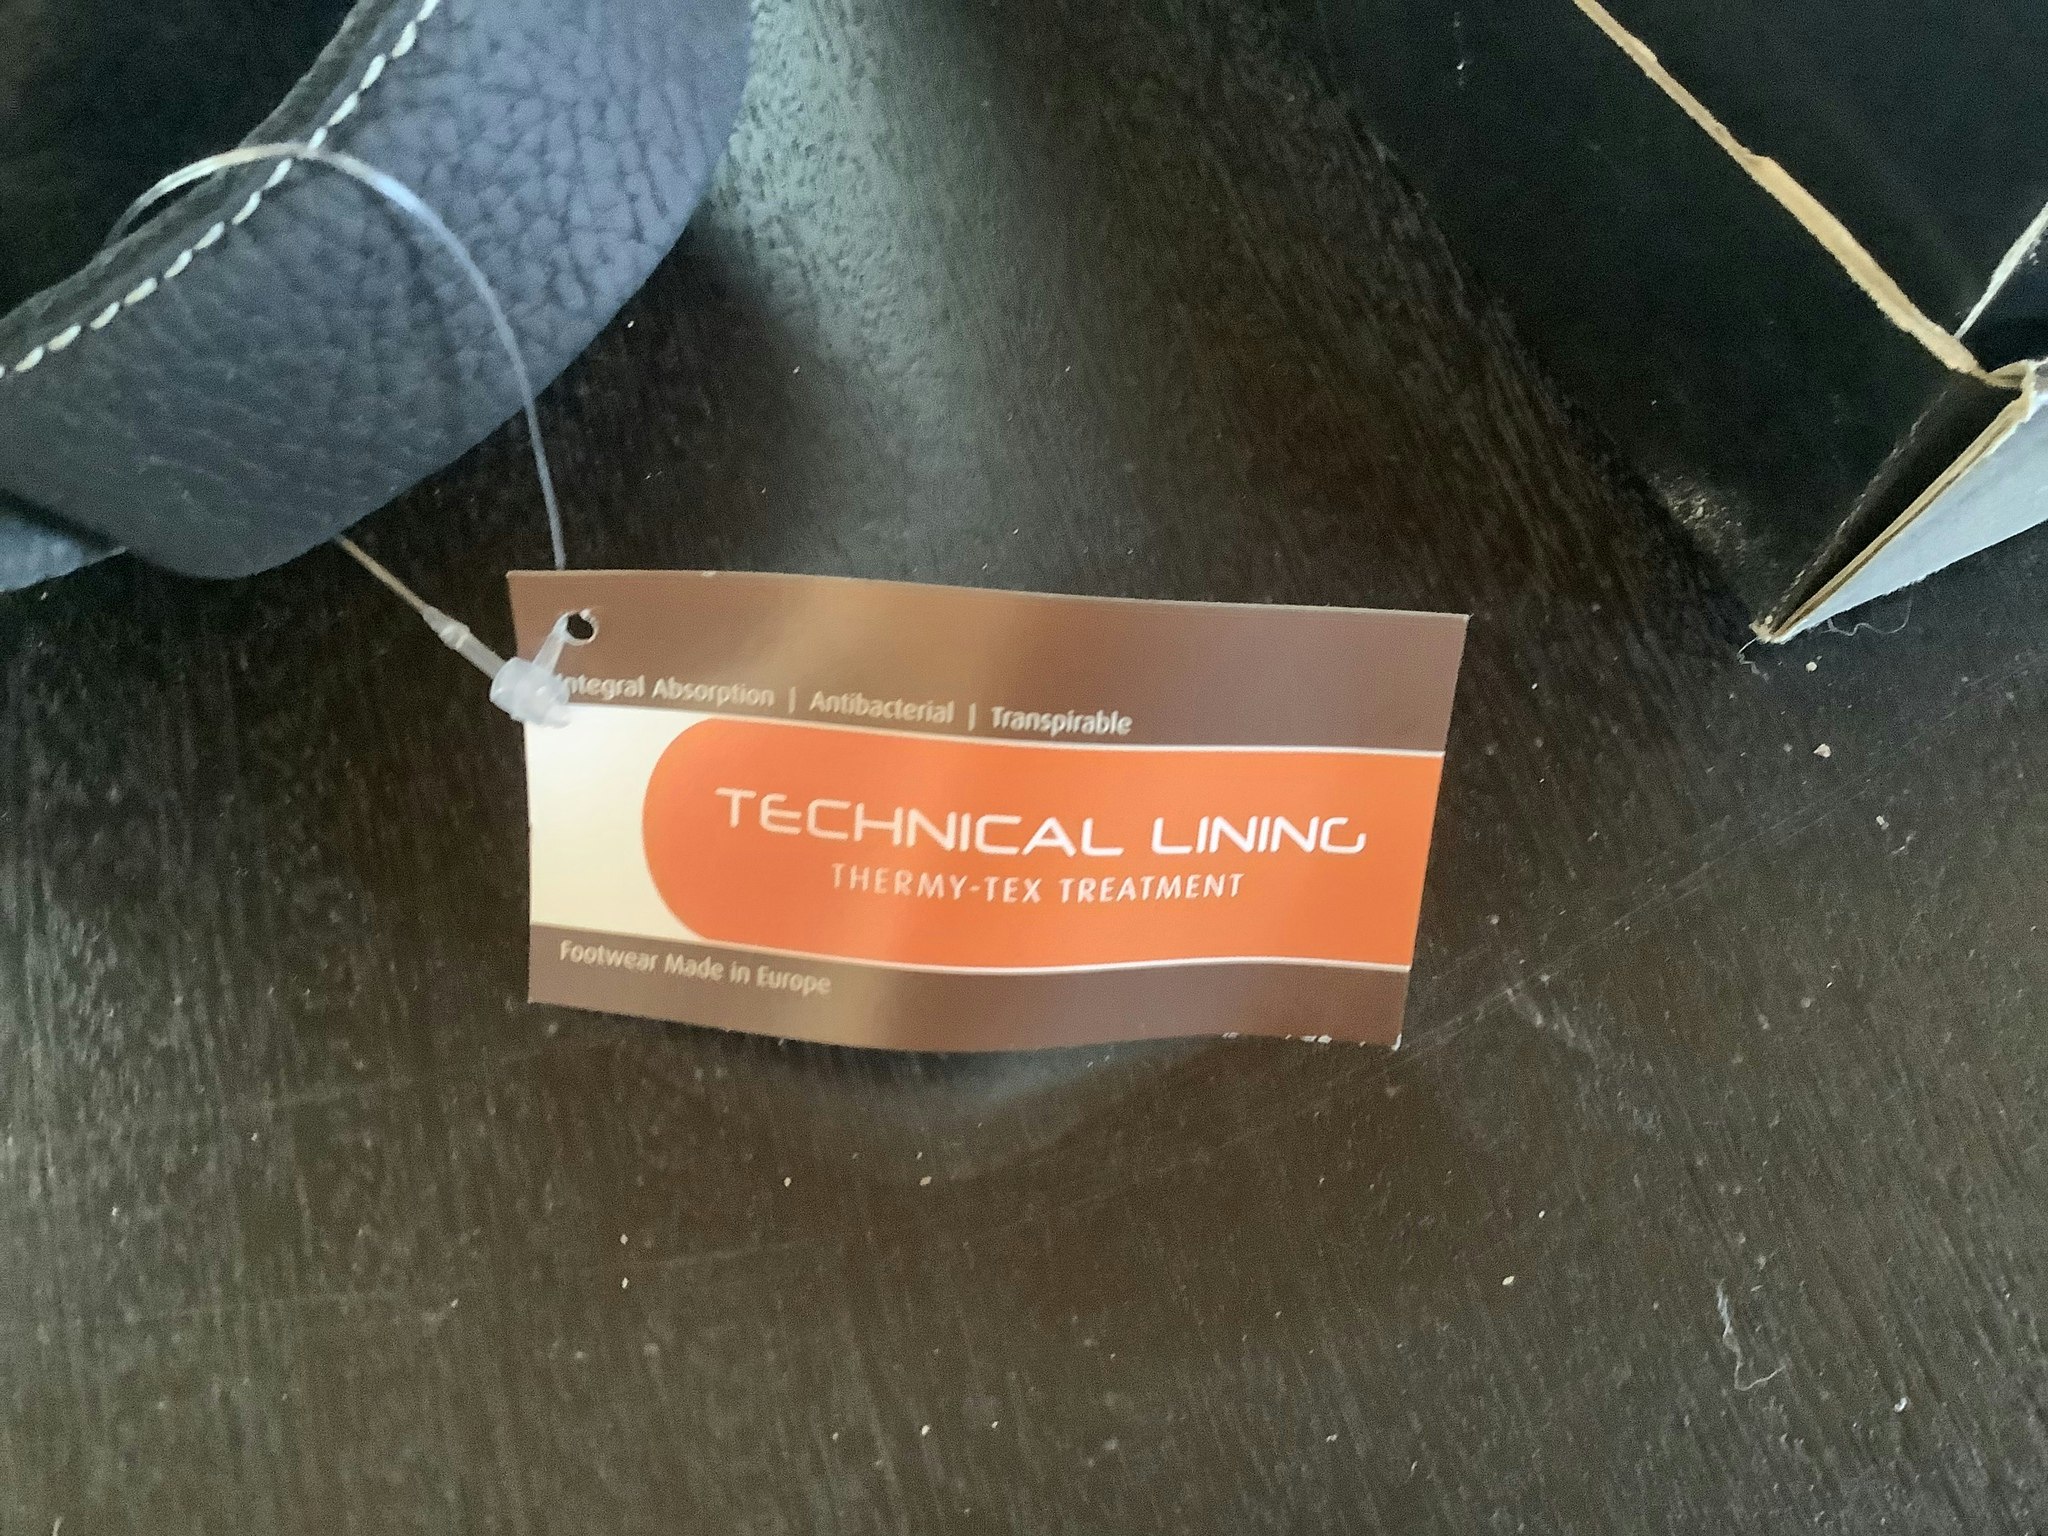 Integral Absorption | Antibacterial | Transpirable
TECHNICAL LINING
THERMY-TEX TREATMENT
Footwear Made in Europe